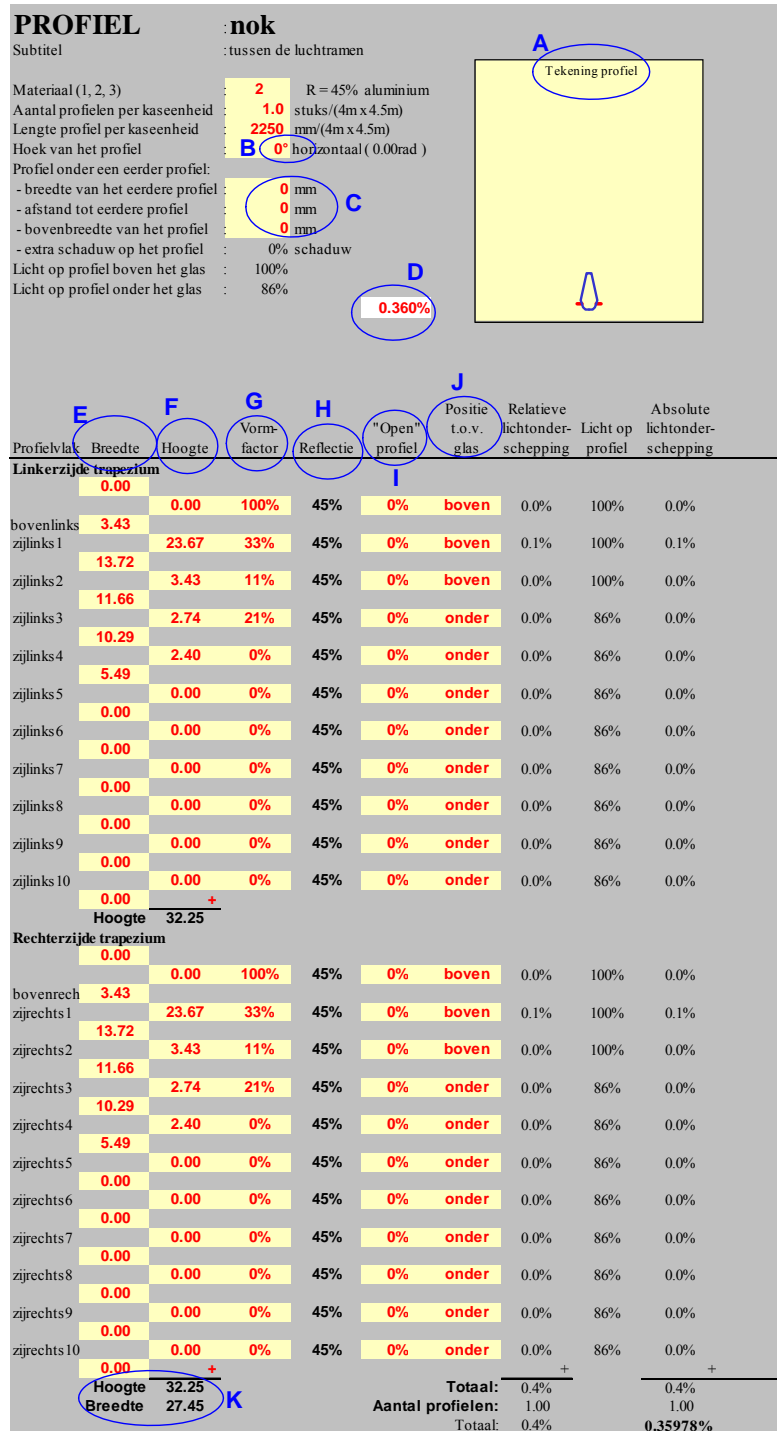 PROFIEL : nok
Subtitel : tussen de luchtramen
A
Tekening profiel
Materiaal (1, 2, 3) : 2 R = 45% aluminium
Aantal profielen per kaseenheid : 1.0 stuks/(4m x 4.5m)
Lengte profiel per kaseenheid : 2250 mm/(4m x 4.5m)
Hoek van het profiel : B 0° horizontaal ( 0.00rad )
Profiel onder een eerder profiel:
- breedte van het eerdere profiel : 0 mm
- afstand tot eerdere profiel : 0 mm C
- bovenbreedte van het profiel : 0 mm
- extra schaduw op het profiel : 0% schaduw
Licht op profiel boven het glas : 100%
Licht op profiel onder het glas : 86%
D
0.360%
E F G H J
Profielvlak Breedte Hoogte Vorm-factor Reflectie "Open" profiel Positie t.o.v. glas Relatieve lichtonder-schepping Licht op profiel Absolute lichtonder-schepping
I
Linkerzijde trapezium
0.00
0.00 100% 45% 0% boven 0.0% 100% 0.0%
bovenlinks 3.43
zijlinks1 23.67 33% 45% 0% boven 0.1% 100% 0.1%
13.72
zijlinks2 3.43 11% 45% 0% boven 0.0% 100% 0.0%
11.66
zijlinks3 2.74 21% 45% 0% onder 0.0% 86% 0.0%
10.29
zijlinks4 2.40 0% 45% 0% onder 0.0% 86% 0.0%
5.49
zijlinks5 0.00 0% 45% 0% onder 0.0% 86% 0.0%
0.00
zijlinks6 0.00 0% 45% 0% onder 0.0% 86% 0.0%
0.00
zijlinks7 0.00 0% 45% 0% onder 0.0% 86% 0.0%
0.00
zijlinks8 0.00 0% 45% 0% onder 0.0% 86% 0.0%
0.00
zijlinks9 0.00 0% 45% 0% onder 0.0% 86% 0.0%
0.00
zijlinks10 0.00 0% 45% 0% onder 0.0% 86% 0.0%
0.00 +
Hoogte 32.25
Rechterzijde trapezium
0.00
0.00 100% 45% 0% boven 0.0% 100% 0.0%
bovenrech 3.43
zijrechts1 23.67 33% 45% 0% boven 0.1% 100% 0.1%
13.72
zijrechts2 3.43 11% 45% 0% boven 0.0% 100% 0.0%
11.66
zijrechts3 2.74 21% 45% 0% onder 0.0% 86% 0.0%
10.29
zijrechts4 2.40 0% 45% 0% onder 0.0% 86% 0.0%
5.49
zijrechts5 0.00 0% 45% 0% onder 0.0% 86% 0.0%
0.00
zijrechts6 0.00 0% 45% 0% onder 0.0% 86% 0.0%
0.00
zijrechts7 0.00 0% 45% 0% onder 0.0% 86% 0.0%
0.00
zijrechts8 0.00 0% 45% 0% onder 0.0% 86% 0.0%
0.00
zijrechts9 0.00 0% 45% 0% onder 0.0% 86% 0.0%
0.00
zijrechts10 0.00 0% 45% 0% onder 0.0% 86% 0.0%
0.00 + + +
Hoogte 32.25 Totaal: 0.4% 0.4%
Breedte 27.45 K Aantal profielen: 1.00 1.00
Totaal: 0.4% 0.35978%